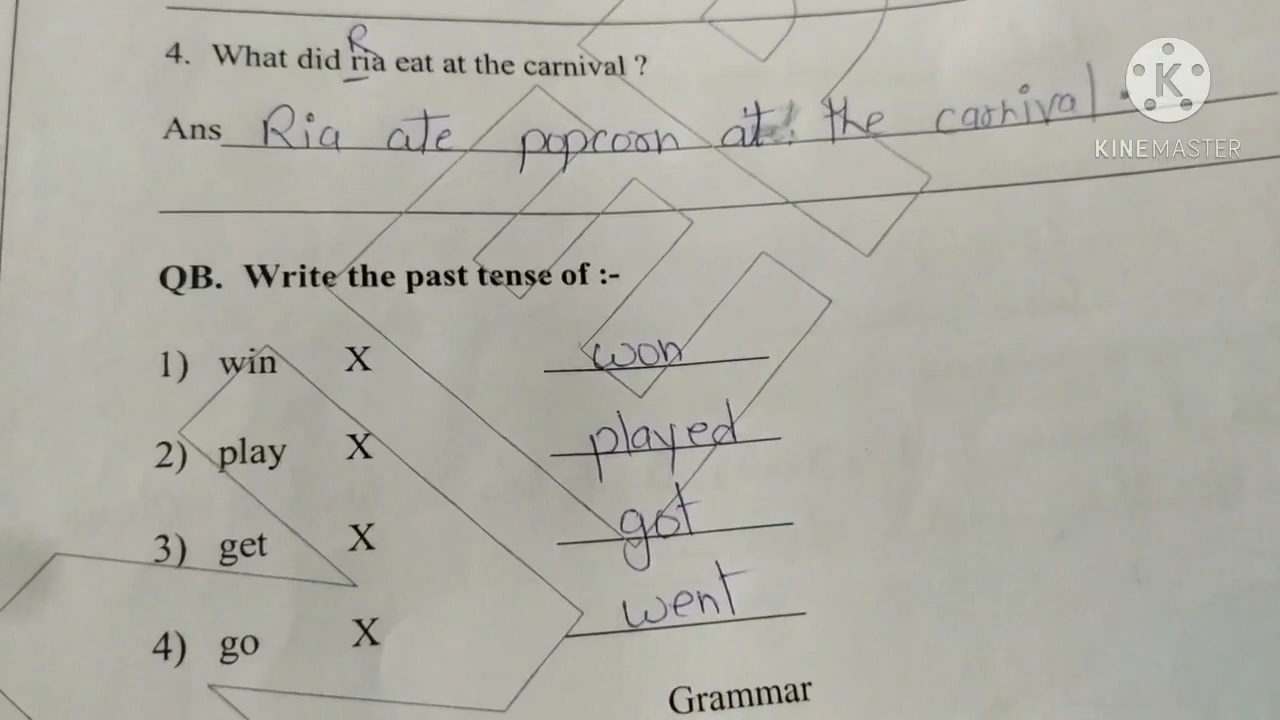 4. What did Ria eat at the carnival ?
Ans Ria ate popcorn at the carnival.
K
KINEMASTER
QB. Write the past tense of :-
1) win X won
2) play X played
3) get X got
4) go X went
Grammar